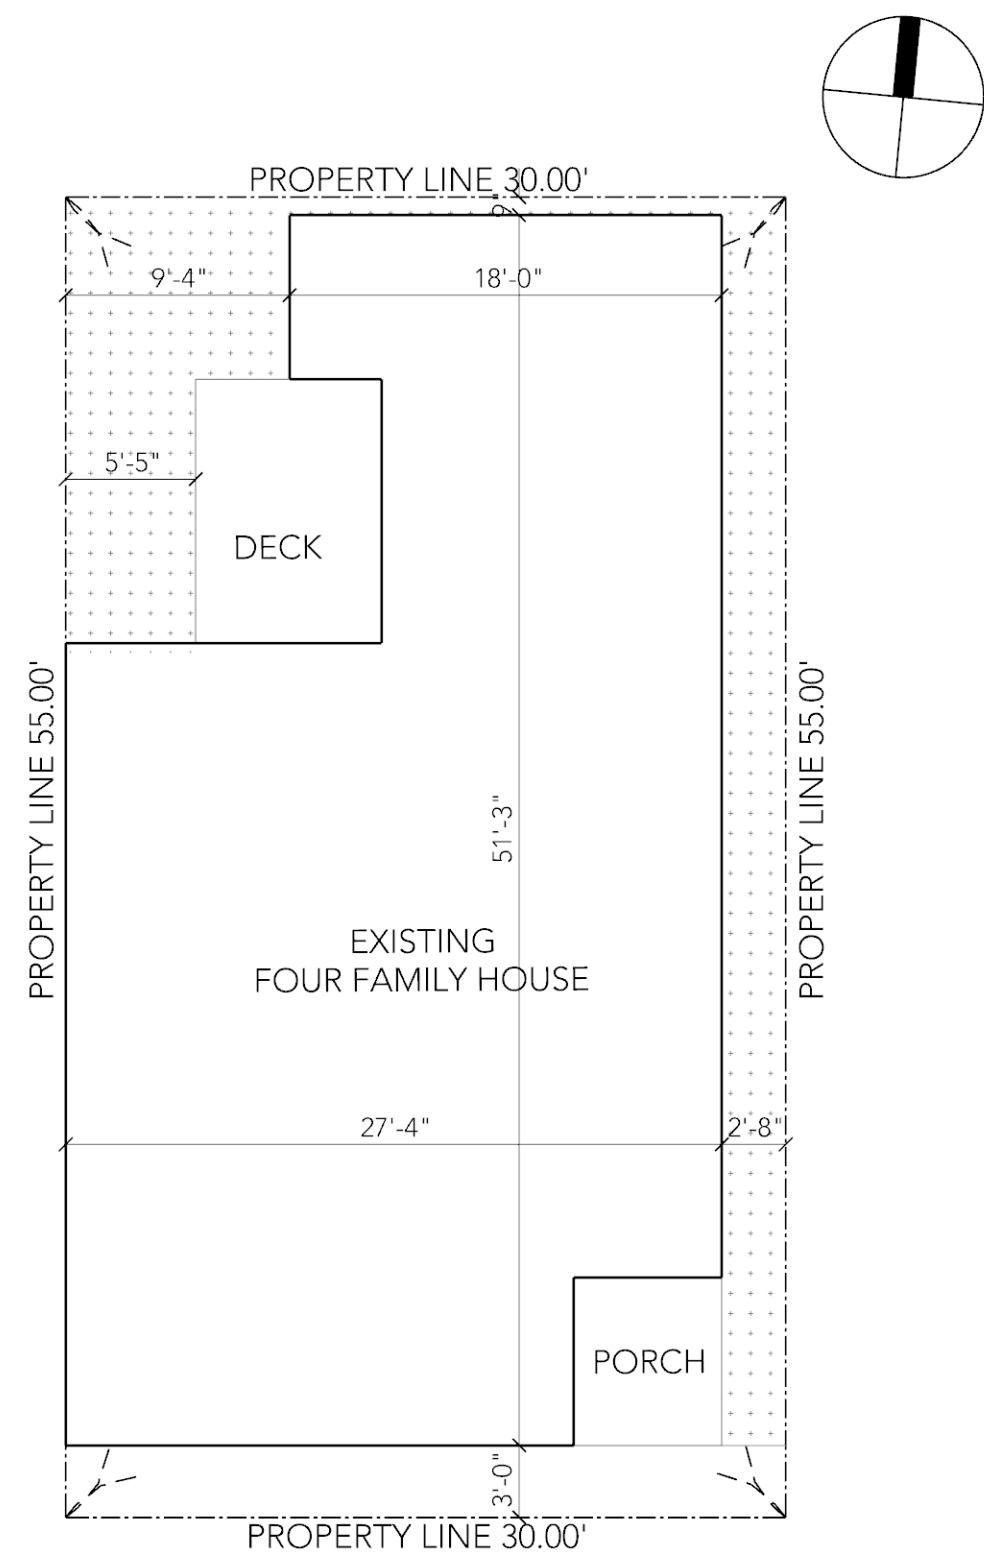 PROPERTY LINE 30.00'
9"
9'-4"
18'-0"
5'-5"
DECK
PROPERTY LINE 55.00'
PROPERTY LINE 55.00'
51'-3"
EXISTING
FOUR FAMILY HOUSE
27'-4"
2'-8"
PORCH
3'-0"
PROPERTY LINE 30.00'